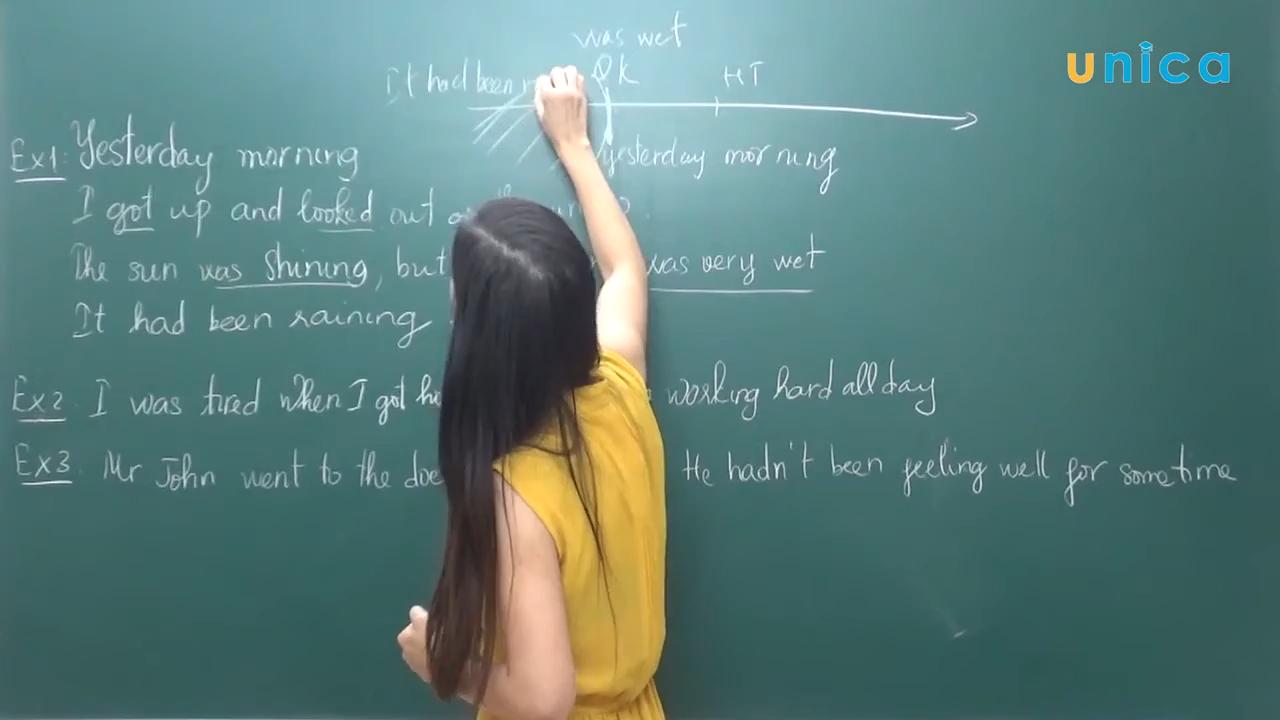 was wet
unica
It had been QK HT
yesterday morning
Ex1: Yesterday morning
I got up and looked out
The sun was shining, but was very wet
It had been raining
Ex2. I was tired when I got working hard all day
Ex3. Mr John went to the He hadn't been feeling well for sometime